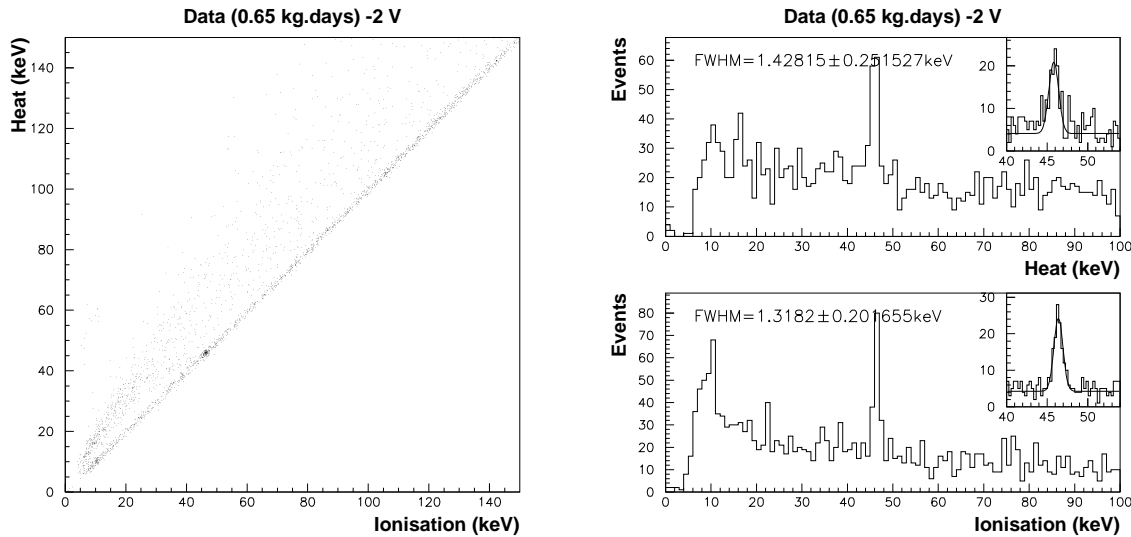 Data (0.65 kg.days) -2 V
Heat (keV)
140
120
100
80
60
40
20
0
0 20 40 60 80 100 120 140
Ionisation (keV)
Data (0.65 kg.days) -2 V
Events
FWHM=1.42815±0.251527keV
60
50
40
30
20
10
0
0 10 20 30 40 50 60 70 80 90 100
Heat (keV)
20
10
0
40 45 50
Events
FWHM=1.3182±0.201655keV
80
70
60
50
40
30
20
10
0
0 10 20 30 40 50 60 70 80 90 100
Ionisation (keV)
30
20
10
0
40 45 50